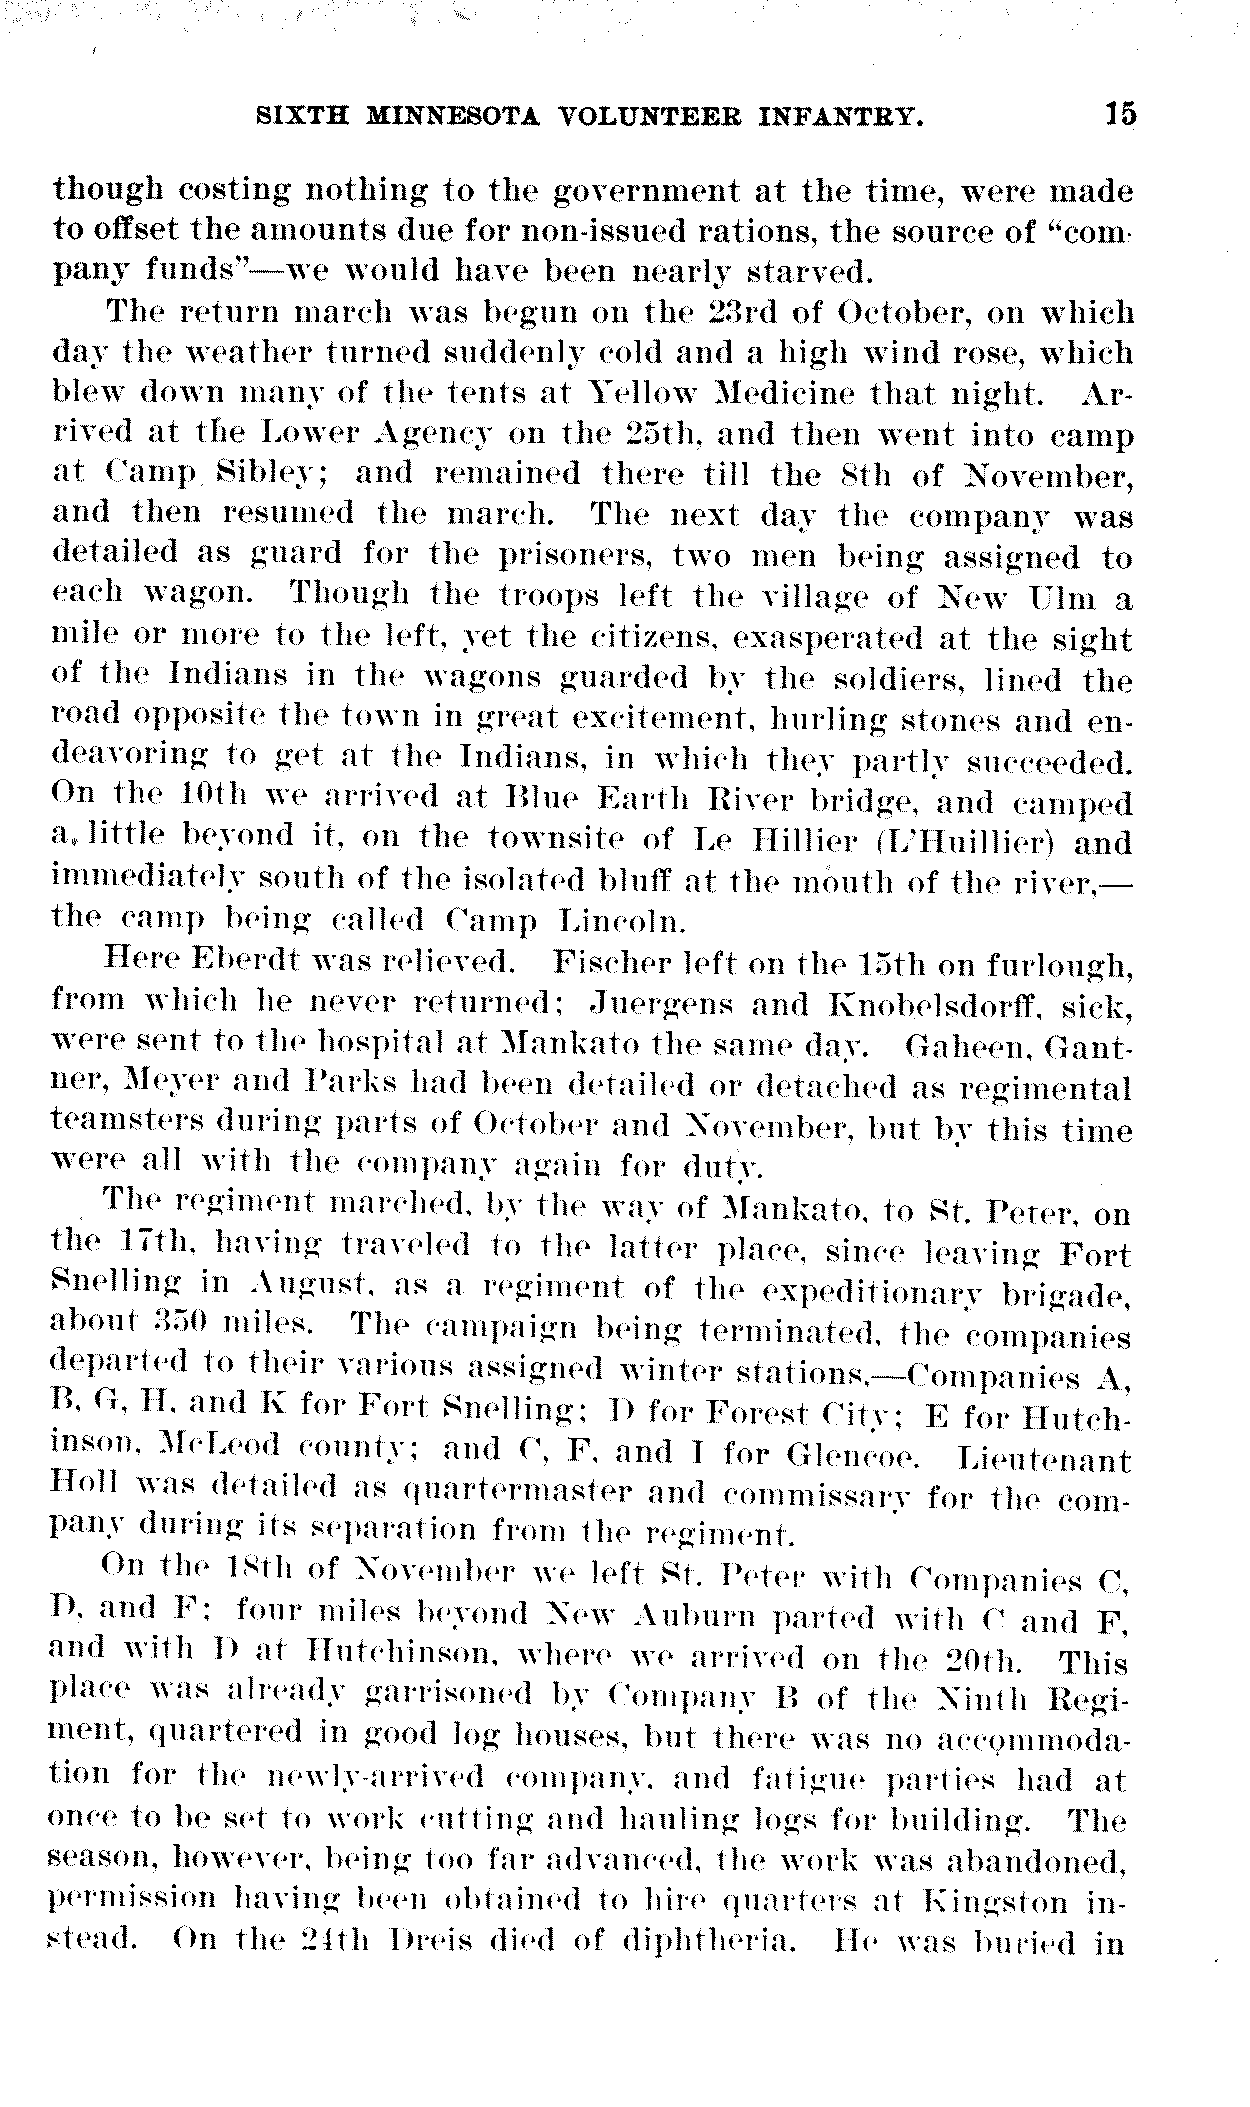 SIXTH MINNESOTA VOLUNTEER INFANTRY. 15
though costing nothing to the government at the time, were made
to offset the amounts due for non-issued rations, the source of "com-
pany funds"—we would have been nearly starved.
The return march was begun on the 23rd of October, on which
day the weather turned suddenly cold and a high wind rose, which
blew down many of the tents at Yellow Medicine that night. Ar-
rived at the Lower Agency on the 25th, and then went into camp
at Camp Sibley; and remained there till the 8th of November,
and then resumed the march. The next day the company was
detailed as guard for the prisoners, two men being assigned to
each wagon. Though the troops left the village of New Ulm a
mile or more to the left, yet the citizens, exasperated at the sight
of the Indians in the wagons guarded by the soldiers, lined the
road opposite the town in great excitement, hurling stones and en-
deavoring to get at the Indians, in which they partly succeeded.
On the 10th we arrived at Blue Earth River bridge, and camped
a little beyond it, on the townsite of Le Hillier (L'Huillier) and
immediately south of the isolated bluff at the mouth of the river,—
the camp being called Camp Lincoln.
Here Eberdt was relieved. Fischer left on the 15th on furlough,
from which he never returned; Juergens and Knobelsdorff, sick,
were sent to the hospital at Mankato the same day. Gaheen, Gant-
ner, Meyer and Parks had been detailed or detached as regimental
teamsters during parts of October and November, but by this time
were all with the company again for duty.
The regiment marched, by the way of Mankato, to St. Peter, on
the 17th, having traveled to the latter place, since leaving Fort
Snelling in August, as a regiment of the expeditionary brigade,
about 350 miles. The campaign being terminated, the companies
departed to their various assigned winter stations,—Companies A,
B, G, H, and K for Fort Snelling; D for Forest City; E for Hutch-
inson, McLeod county; and C, F, and I for Glencoe. Lieutenant
Holl was detailed as quartermaster and commissary for the com-
pany during its separation from the regiment.
On the 18th of November we left St. Peter with Companies C,
D, and F; four miles beyond New Auburn parted with C and F,
and with D at Hutchinson, where we arrived on the 20th. This
place was already garrisoned by Company B of the Ninth Regi-
ment, quartered in good log houses, but there was no accommoda-
tion for the newly-arrived company, and fatigue parties had at
once to be set to work cutting and hauling logs for building. The
season, however, being too far advanced, the work was abandoned,
permission having been obtained to hire quarters at Kingston in-
stead. On the 24th Dreis died of diphtheria. He was buried in